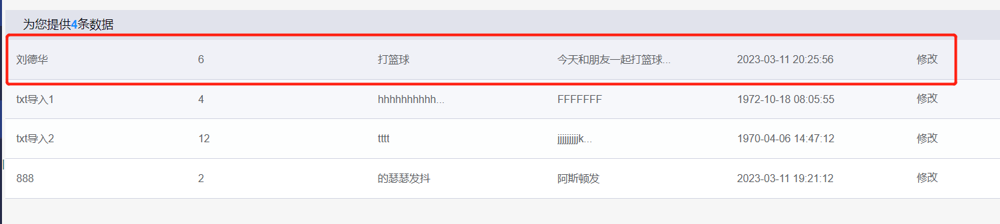 为您提供4条数据
刘德华 6 打篮球 今天和朋友一起打篮球... 2023-03-11 20:25:56 修改
txt导入1 4 hhhhhhhhhh... FFFFFFF 1972-10-18 08:05:55 修改
txt导入2 12 tttt jjjjjjjjjk... 1970-04-06 14:47:12 修改
888 2 的瑟瑟发抖 阿斯顿发 2023-03-11 19:21:12 修改